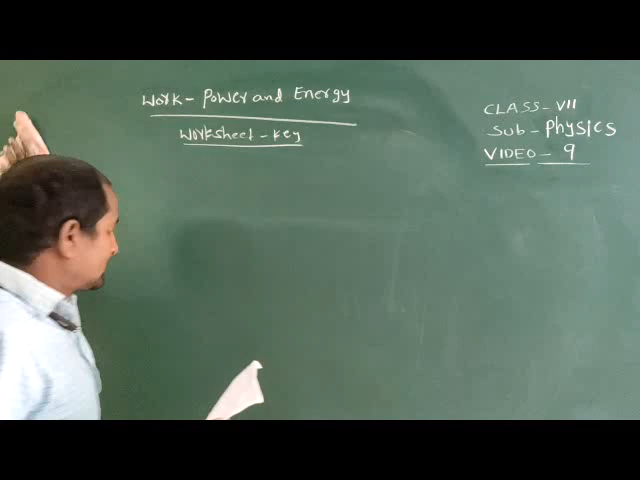 Work - Power and Energy
Worksheet - Key
CLASS - VII
Sub - Physics
VIDEO - 9